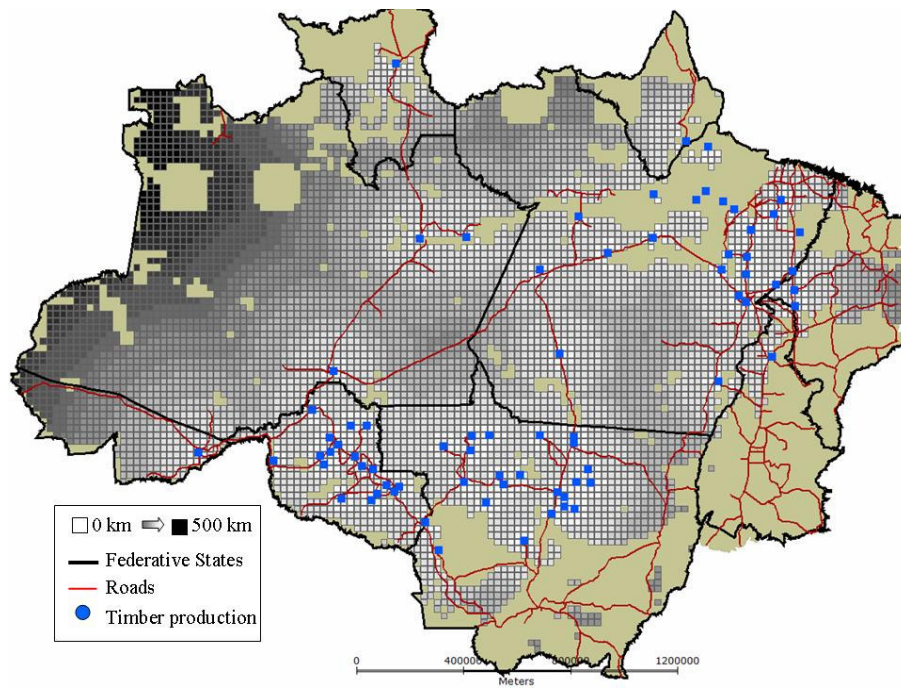 0 km 500 km
Federative States
Roads
Timber production
0 400000 800000 1200000
Meters